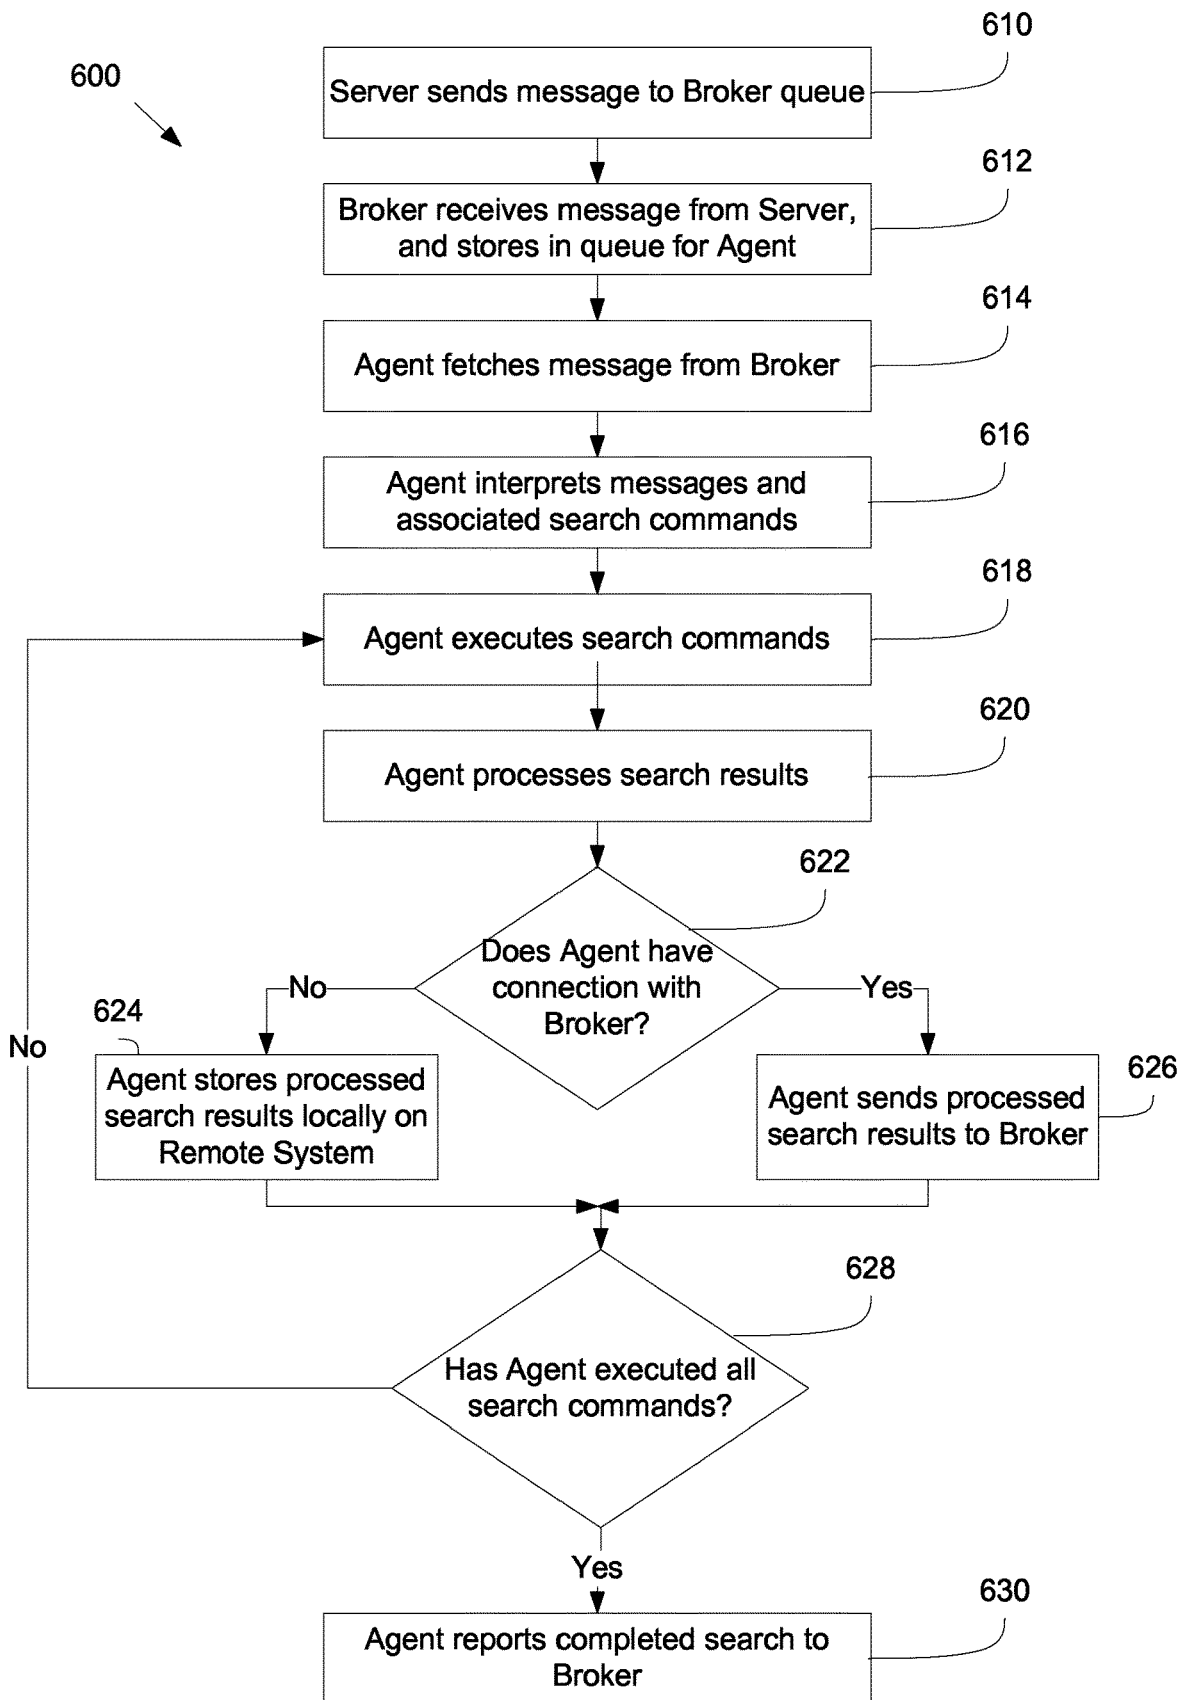 610
600
Server sends message to Broker queue
612
Broker receives message from Server,
and stores in queue for Agent
614
Agent fetches message from Broker
616
Agent interprets messages and
associated search commands
618
Agent executes search commands
620
Agent processes search results
622
Does Agent have
connection with
Broker?
No
Yes
624
No
Agent stores processed
search results locally on
Remote System
626
Agent sends processed
search results to Broker
628
Has Agent executed all
search commands?
Yes
630
Agent reports completed search to
Broker